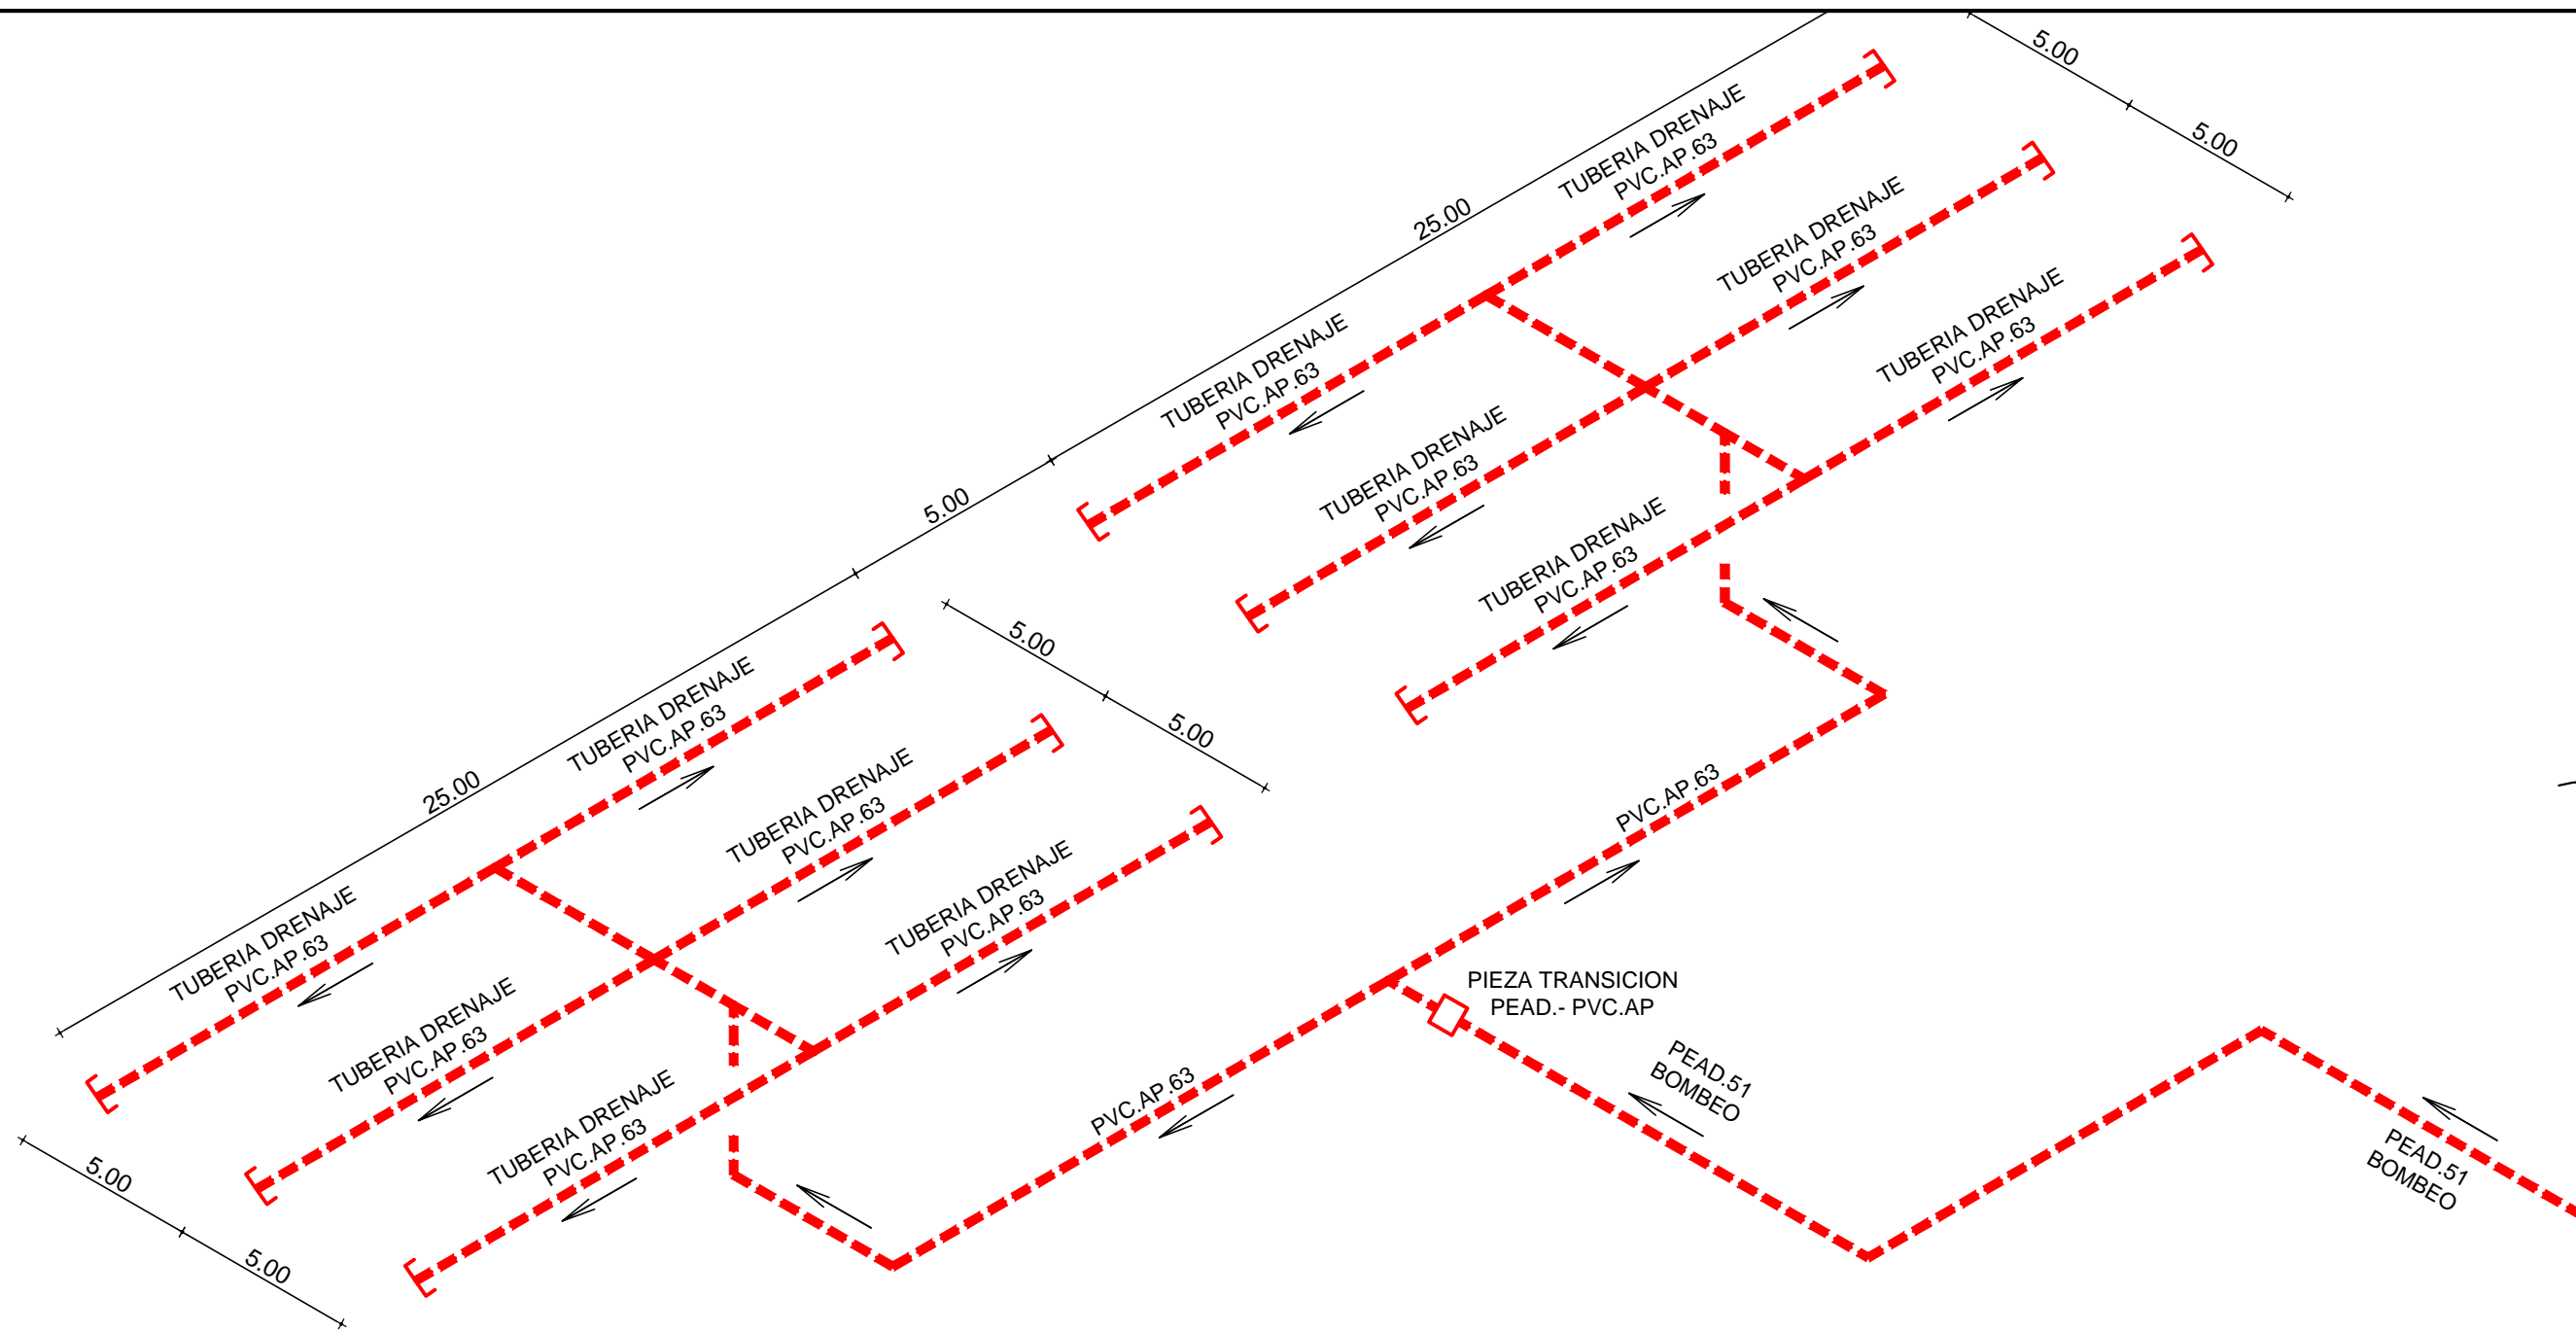 5.00
5.00
TUBERIA DRENAJE
PVC.AP.63
25.00
TUBERIA DRENAJE
PVC.AP.63
TUBERIA DRENAJE
PVC.AP.63
TUBERIA DRENAJE
PVC.AP.63
TUBERIA DRENAJE
PVC.AP.63
TUBERIA DRENAJE
PVC.AP.63
5.00
5.00
5.00
TUBERIA DRENAJE
PVC.AP.63
25.00
TUBERIA DRENAJE
PVC.AP.63
TUBERIA DRENAJE
PVC.AP.63
TUBERIA DRENAJE
PVC.AP.63
TUBERIA DRENAJE
PVC.AP.63
TUBERIA DRENAJE
PVC.AP.63
PVC.AP.63
PIEZA TRANSICION
PEAD.- PVC.AP
PEAD.51
BOMBEO
PVC.AP.63
PEAD.51
BOMBEO
5.00
5.00